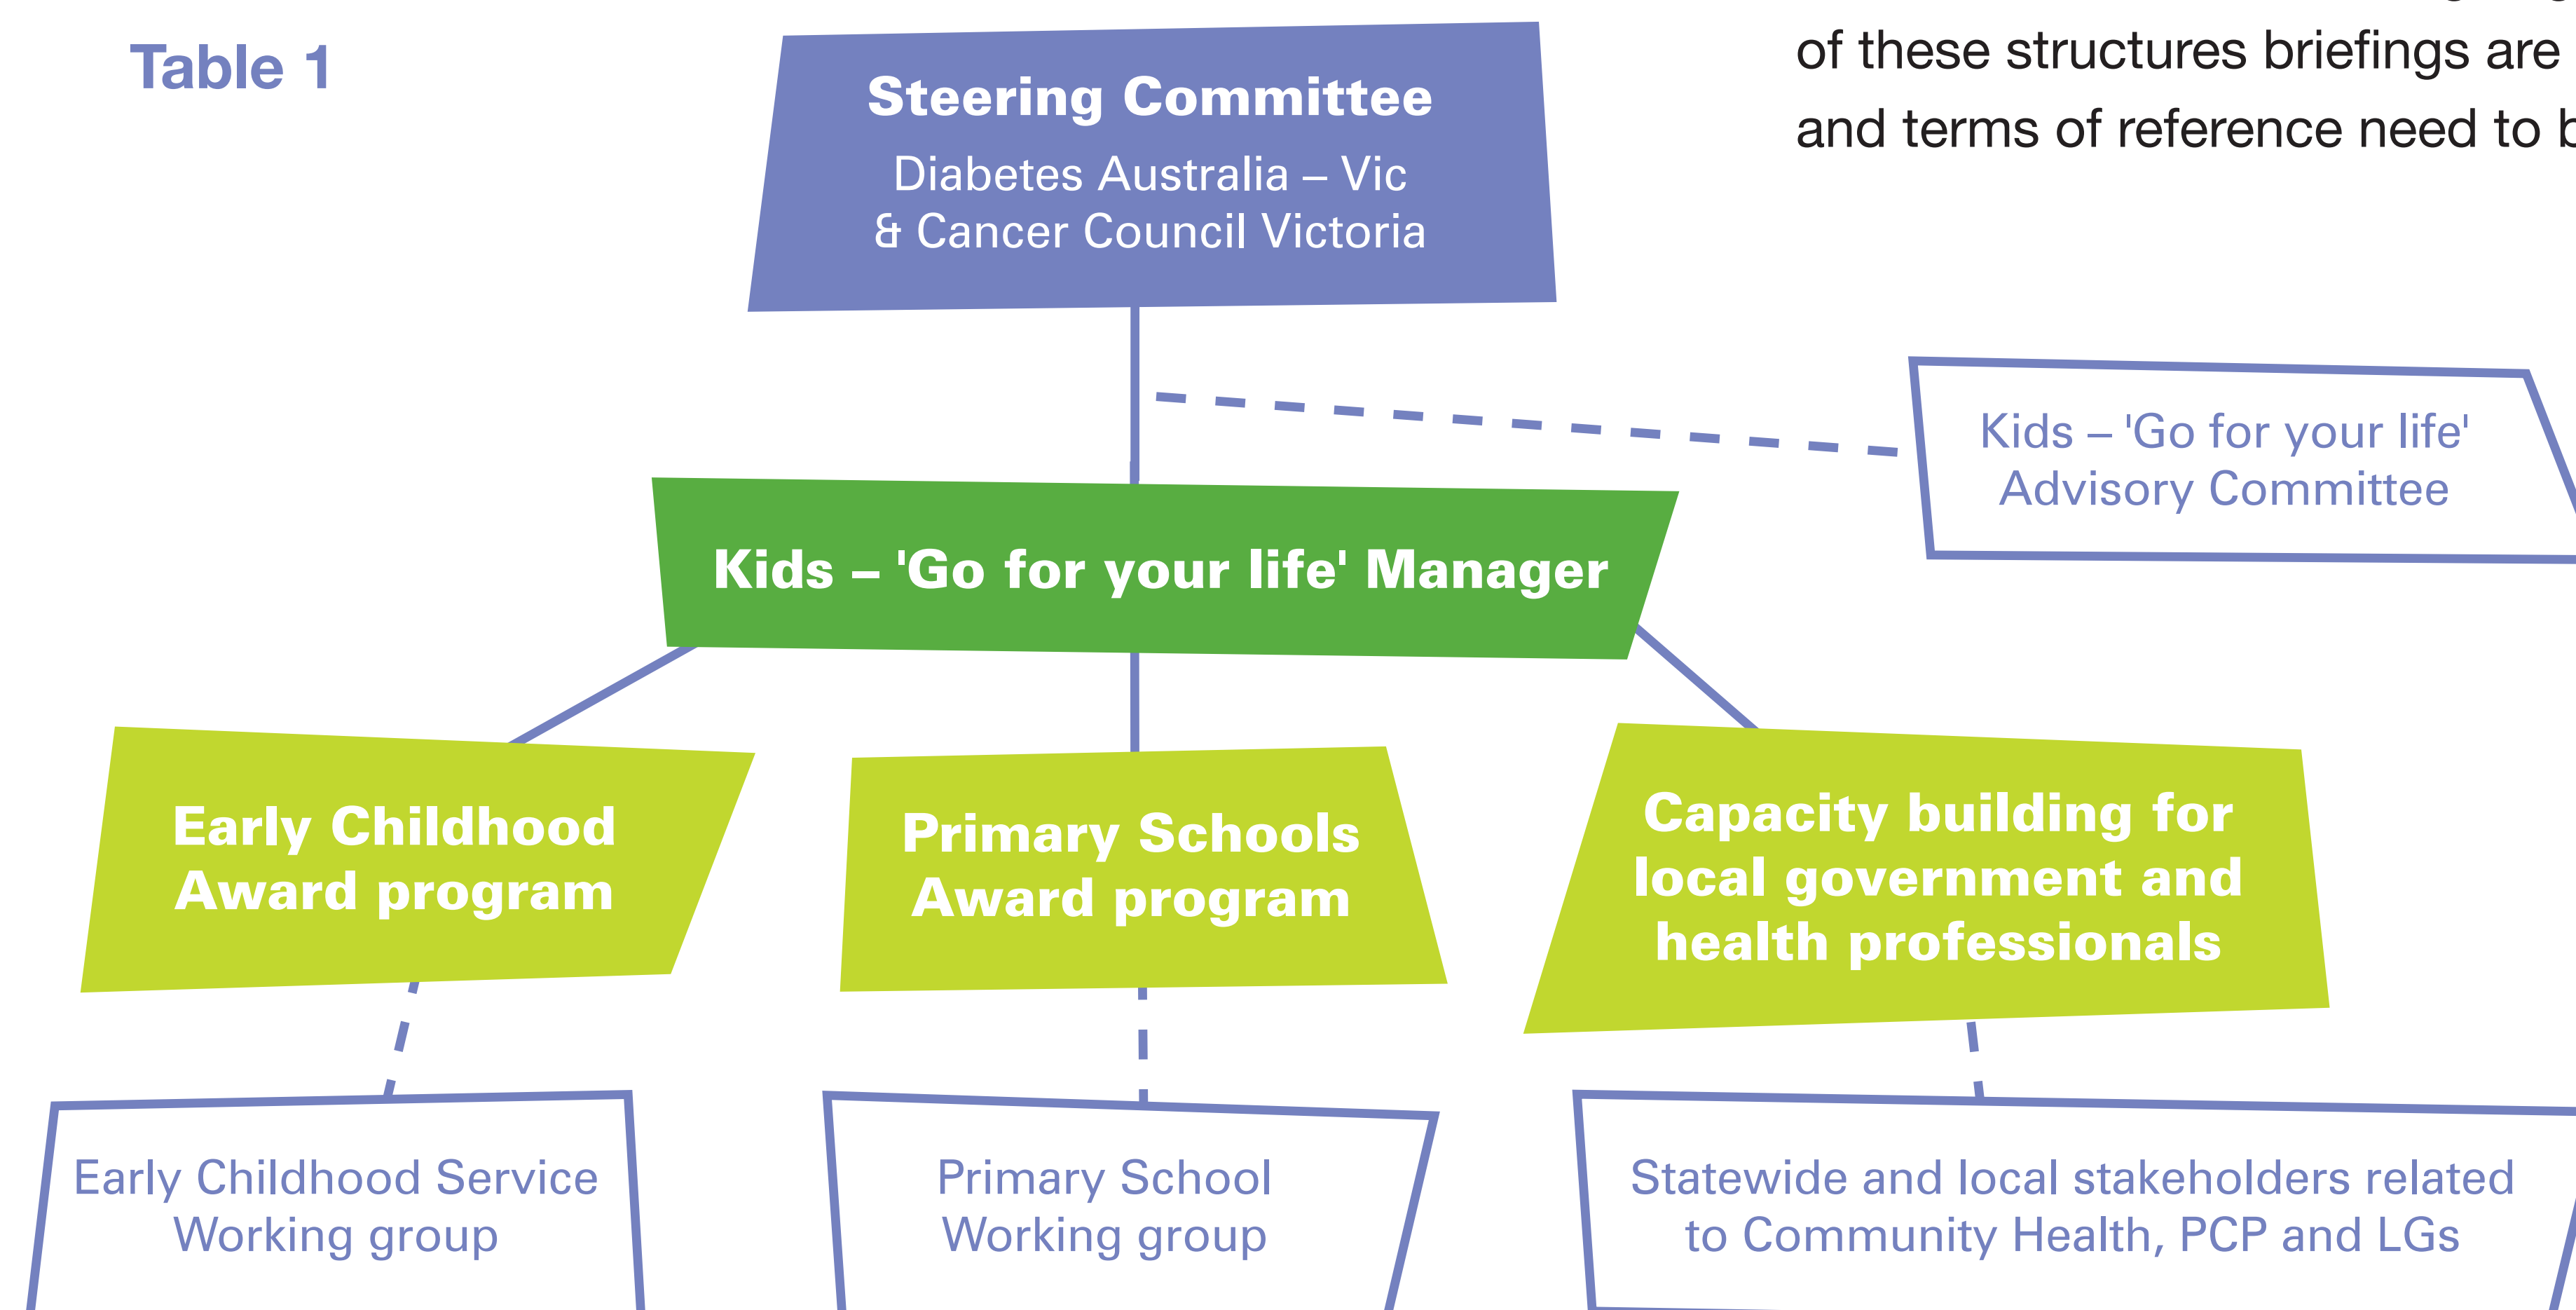 Table 1
of these structures briefings are
and terms of reference need to
Steering Committee
Diabetes Australia – Vic
& Cancer Council Victoria
Kids – 'Go for your life'
Advisory Committee
Kids – 'Go for your life' Manager
Early Childhood
Award program
Primary Schools
Award program
Capacity building for
local government and
health professionals
Early Childhood Service
Working group
Primary School
Working group
Statewide and local stakeholders related
to Community Health, PCP and LGs